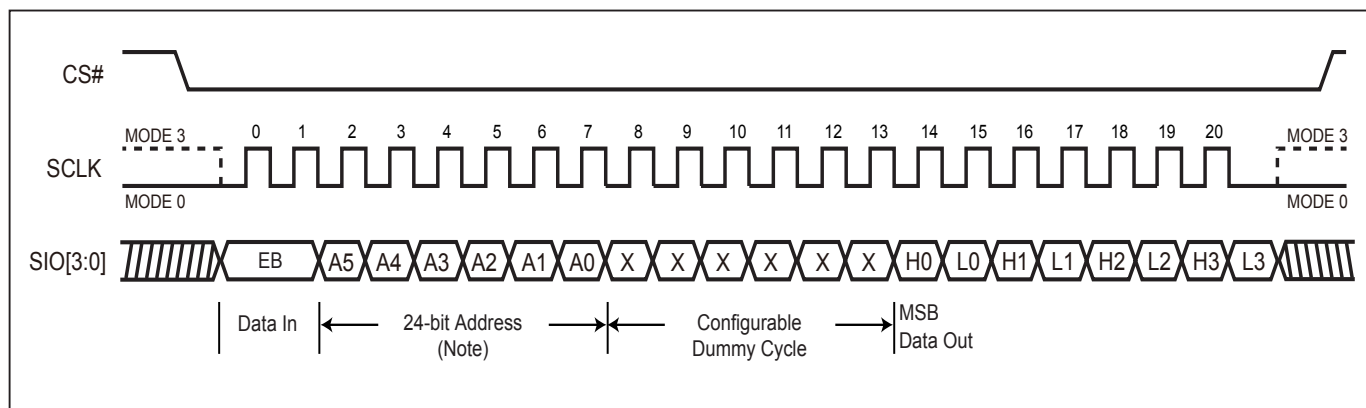 CS#
MODE 3
0 1 2 3 4 5 6 7 8 9 10 11 12 13 14 15 16 17 18 19 20
MODE 3
SCLK
MODE 0
MODE 0
SIO[3:0]
EB A5 A4 A3 A2 A1 A0 X X X X X X H0 L0 H1 L1 H2 L2 H3 L3
Data In
24-bit Address
(Note)
Configurable
Dummy Cycle
MSB
Data Out